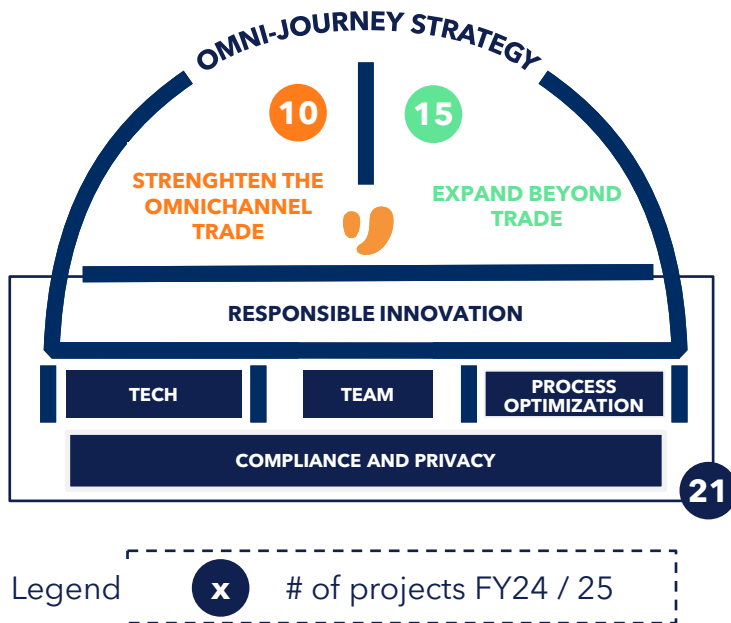 OMNI-JOURNEY STRATEGY
10
15
STRENGHTEN THE
OMNICHANNEL
TRADE
EXPAND BEYOND
TRADE
RESPONSIBLE INNOVATION
TECH
TEAM
PROCESS
OPTIMIZATION
COMPLIANCE AND PRIVACY
21
Legend
x
# of projects FY24 / 25